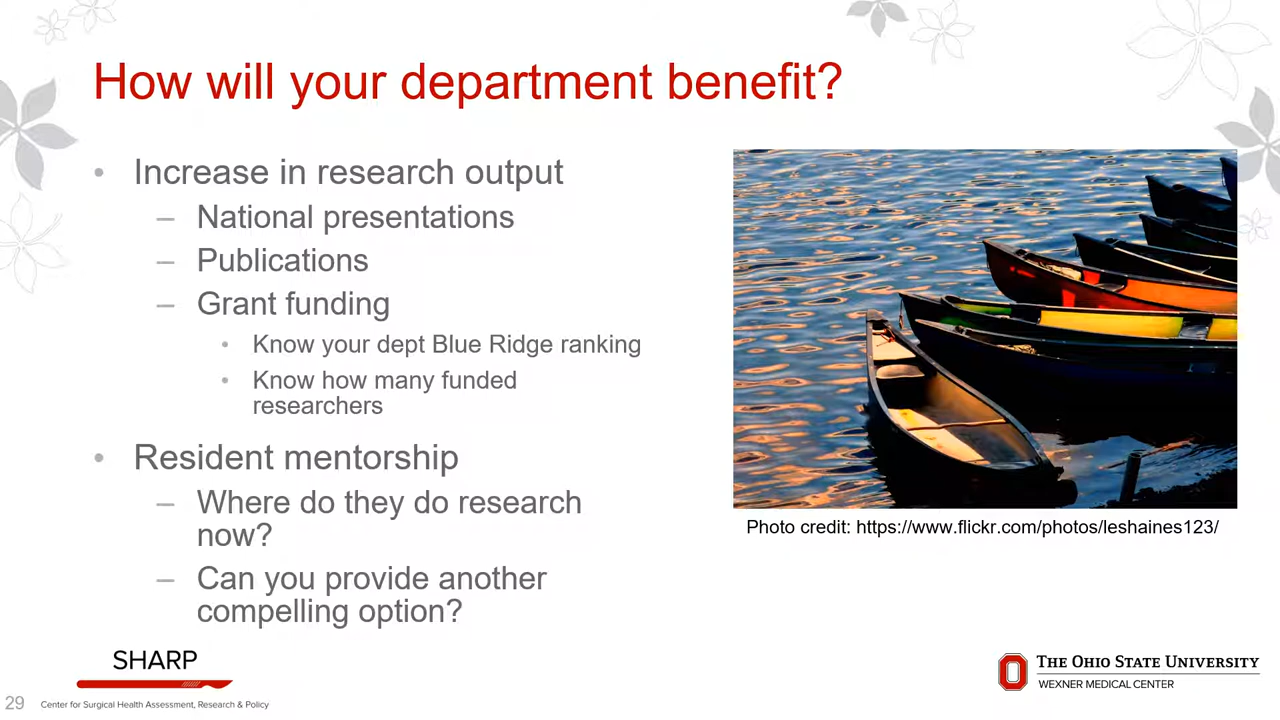 How will your department benefit?
• Increase in research output
– National presentations
– Publications
– Grant funding
• Know your dept Blue Ridge ranking
• Know how many funded
researchers
• Resident mentorship
– Where do they do research
now?
– Can you provide another
compelling option?
Photo credit: https://www.flickr.com/photos/leshaines123/
SHARP
29 Center for Surgical Health Assessment, Research & Policy
THE OHIO STATE UNIVERSITY
WEXNER MEDICAL CENTER